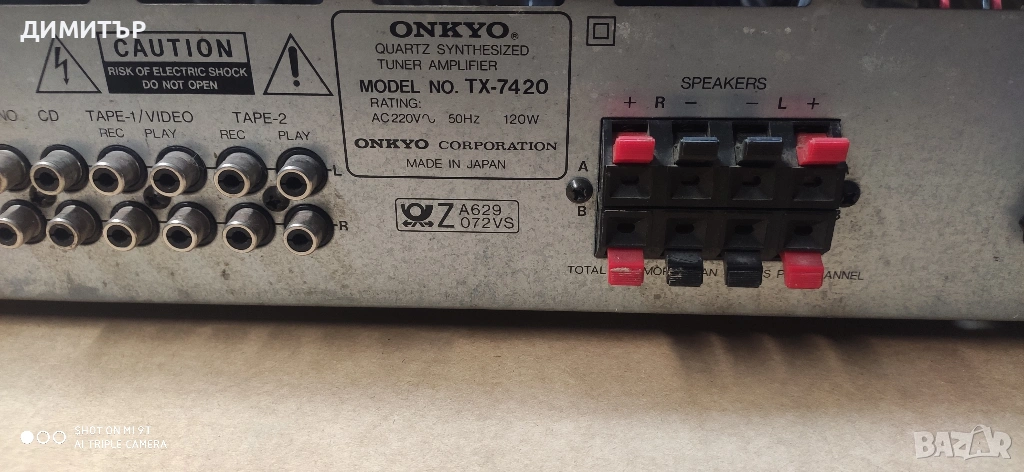 ДИМИТЪР
CAUTION
RISK OF ELECTRIC SHOCK
DO NOT OPEN
ONKYO®
QUARTZ SYNTHESIZED
TUNER AMPLIFIER
MODEL NO. TX-7420
RATING:
AC220V∿ 50Hz 120W
ONKYO CORPORATION
MADE IN JAPAN
CD TAPE-1/VIDEO TAPE-2
REC PLAY REC PLAY
L
R
Z A629
072VS
SPEAKERS
+ R − − L +
A
B
TOTAL
SHOT ON MI 9T
AI TRIPLE CAMERA
BAZAR